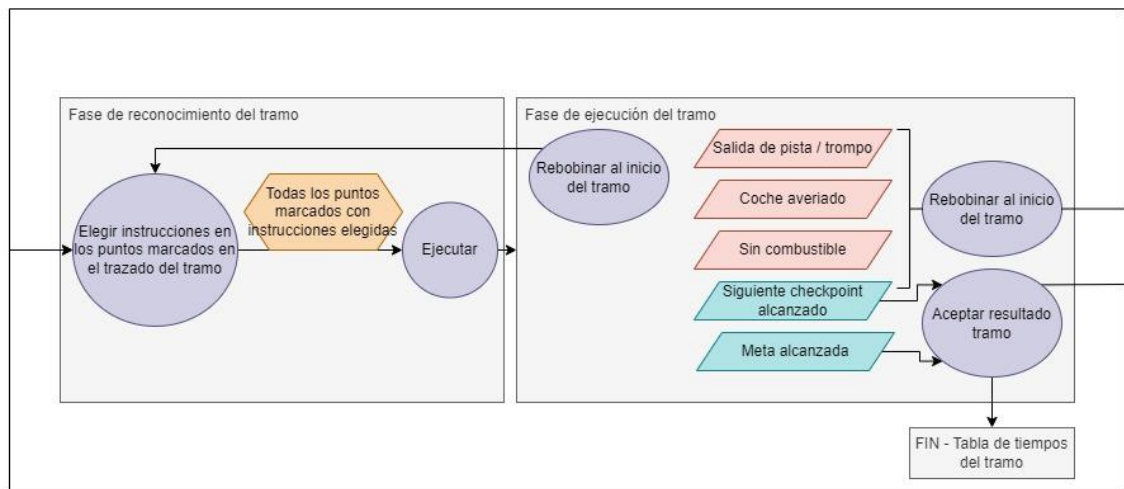 Fase de reconocimiento del tramo
Elegir instrucciones en
los puntos marcados en
el trazado del tramo
Todas los puntos
marcados con
instrucciones elegidas
Ejecutar
Fase de ejecución del tramo
Rebobinar al inicio
del tramo
Salida de pista / trompo
Coche averiado
Sin combustible
Siguiente checkpoint
alcanzado
Meta alcanzada
Rebobinar al inicio
del tramo
Aceptar resultado
tramo
FIN - Tabla de tiempos
del tramo